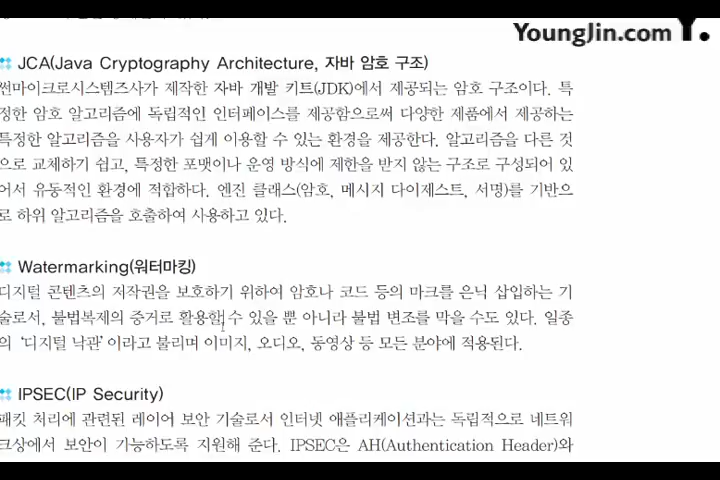 YoungJin.com Y.
JCA(Java Cryptography Architecture, 자바 암호 구조)
썬마이크로시스템즈사가 제작한 자바 개발 키트(JDK)에서 제공되는 암호 구조이다. 특
정한 암호 알고리즘에 독립적인 인터페이스를 제공함으로써 다양한 제품에서 제공하는
특정한 알고리즘을 사용자가 쉽게 이용할 수 있는 환경을 제공한다. 알고리즘을 다른 것
으로 교체하기 쉽고, 특정한 포맷이나 운영 방식에 제한을 받지 않는 구조로 구성되어 있
어서 유동적인 환경에 적합하다. 엔진 클래스(암호, 메시지 다이제스트, 서명)를 기반으
로 하위 알고리즘을 호출하여 사용하고 있다.
Watermarking(워터마킹)
디지털 콘텐츠의 저작권을 보호하기 위하여 암호나 코드 등의 마크를 은닉 삽입하는 기
술로서, 불법복제의 증거로 활용할 수 있을 뿐 아니라 불법 변조를 막을 수도 있다. 일종
의 ‘디지털 낙관’이라고 불리며 이미지, 오디오, 동영상 등 모든 분야에 적용된다.
IPSEC(IP Security)
패킷 처리에 관련된 레이어 보안 기술로서 인터넷 애플리케이션과는 독립적으로 네트워
크상에서 보안이 가능하도록 지원해 준다. IPSEC은 AH(Authentication Header)와